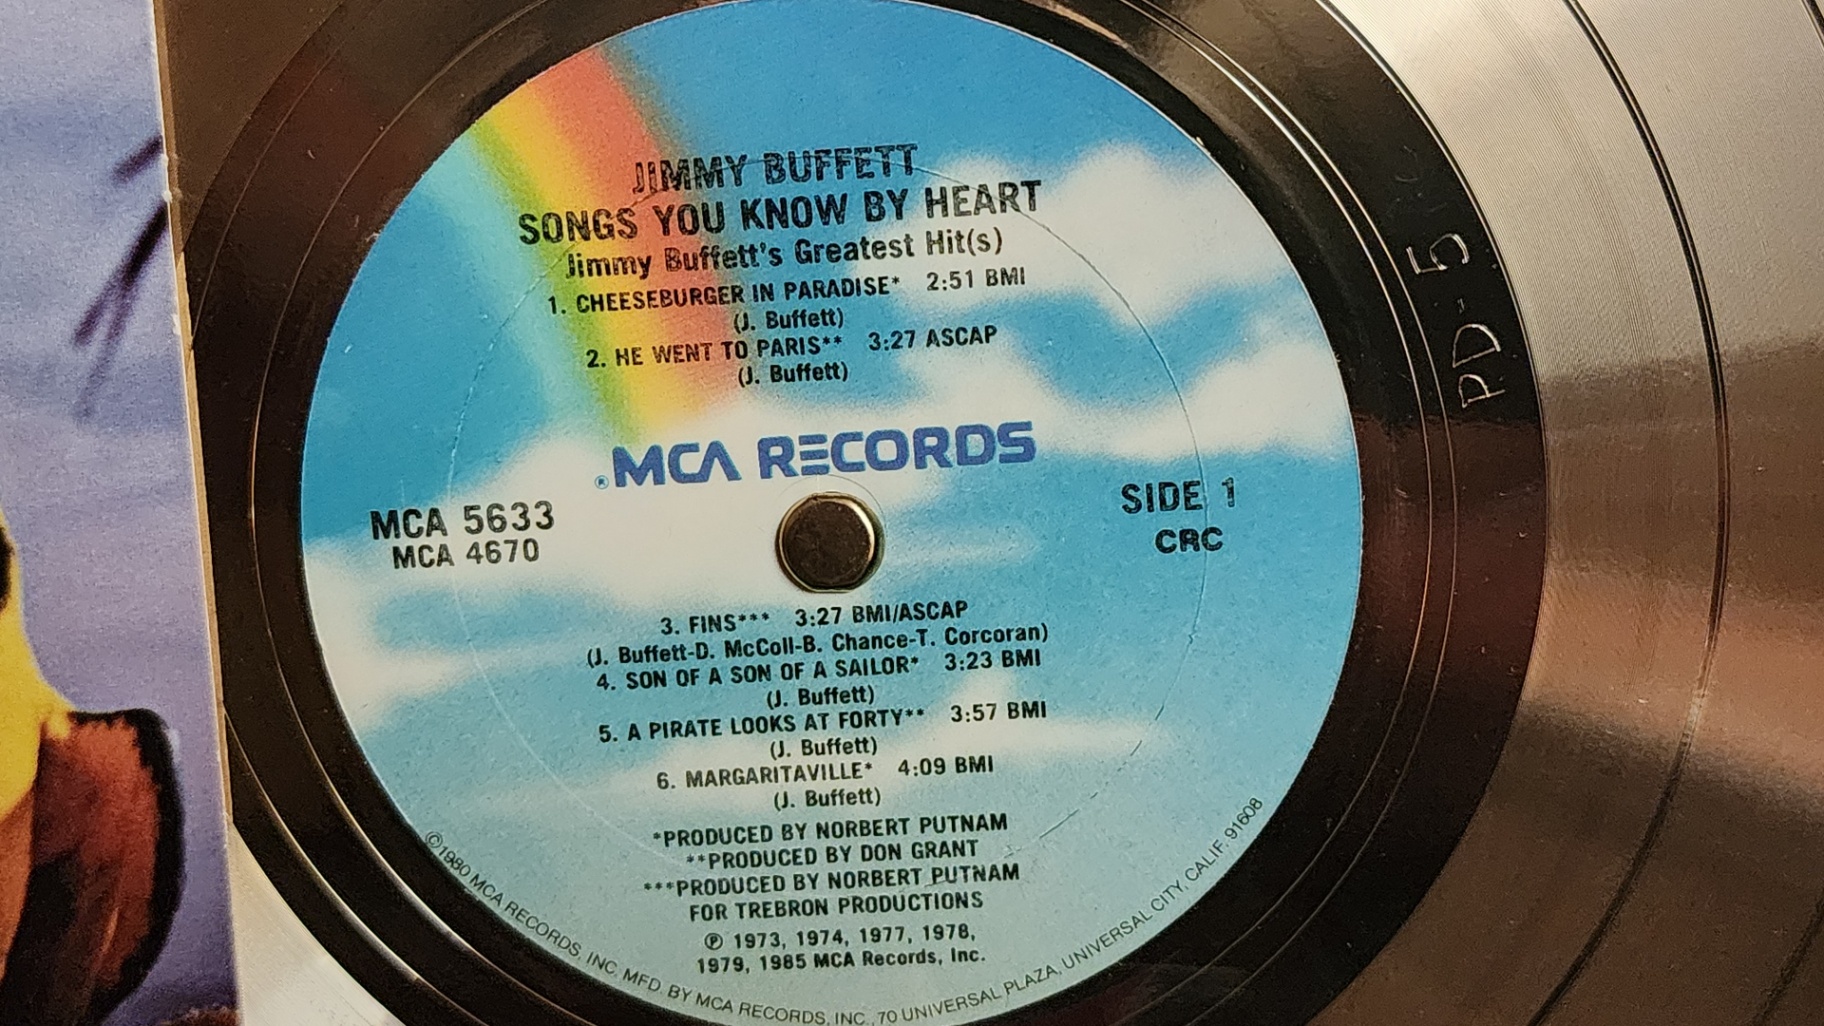 JIMMY BUFFETT
SONGS YOU KNOW BY HEART
Jimmy Buffett's Greatest Hit(s)
1. CHEESEBURGER IN PARADISE* 2:51 BMI
(J. Buffett)
2. HE WENT TO PARIS** 3:27 ASCAP
(J. Buffett)
® MCA RECORDS
MCA 5633
MCA 4670
SIDE 1
CRC
3. FINS*** 3:27 BMI/ASCAP
(J. Buffett-D. McColl-B. Chance-T. Corcoran)
4. SON OF A SON OF A SAILOR* 3:23 BMI
(J. Buffett)
5. A PIRATE LOOKS AT FORTY** 3:57 BMI
(J. Buffett)
6. MARGARITAVILLE* 4:09 BMI
(J. Buffett)
*PRODUCED BY NORBERT PUTNAM
**PRODUCED BY DON GRANT
***PRODUCED BY NORBERT PUTNAM
FOR TREBRON PRODUCTIONS
℗ 1973, 1974, 1977, 1978,
1979, 1985 MCA Records, Inc.
©1980 MCA RECORDS, INC. MFD. BY MCA RECORDS, INC., 70 UNIVERSAL PLAZA, UNIVERSAL CITY, CALIF. 91608
PD-5